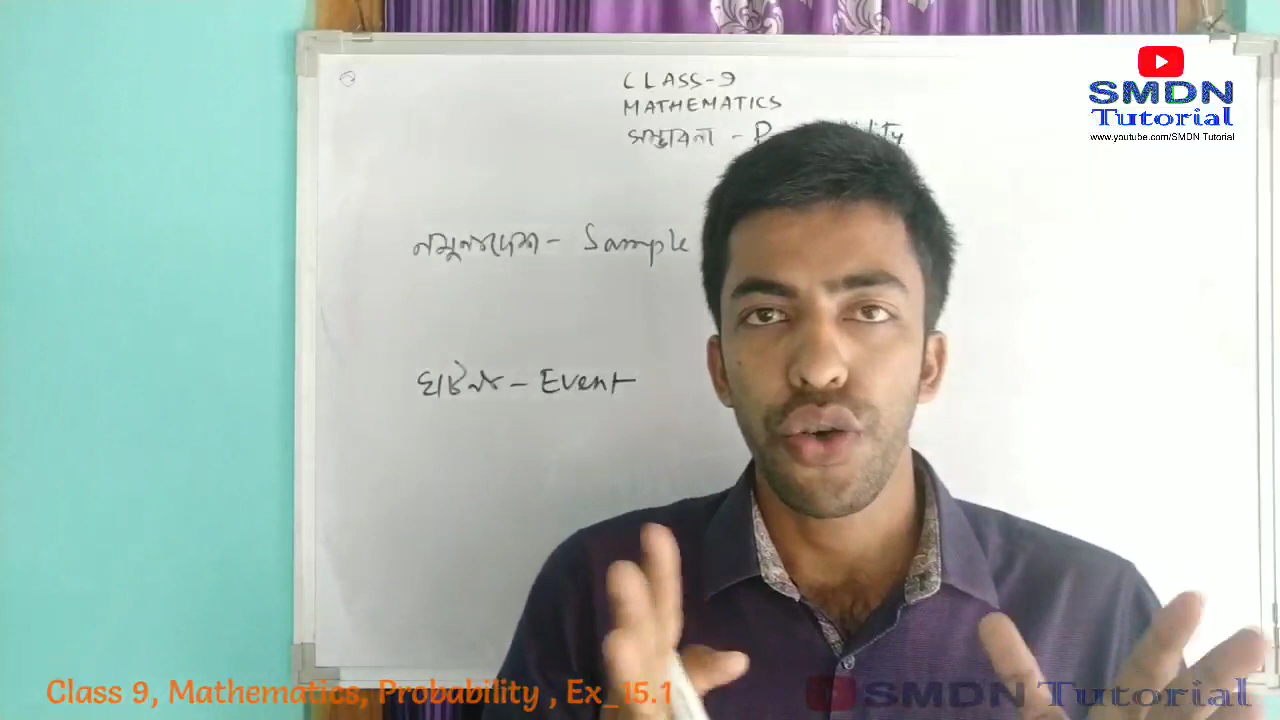 CLASS-9
MATHEMATICS
সম্ভাবনা -
নমুনাদেশ - Sample
ঘটনা - Event
SMDN
Tutorial
www.youtube.com/SMDN Tutorial
Class 9, Mathematics, Probability , Ex_15.1
SMDN Tutorial